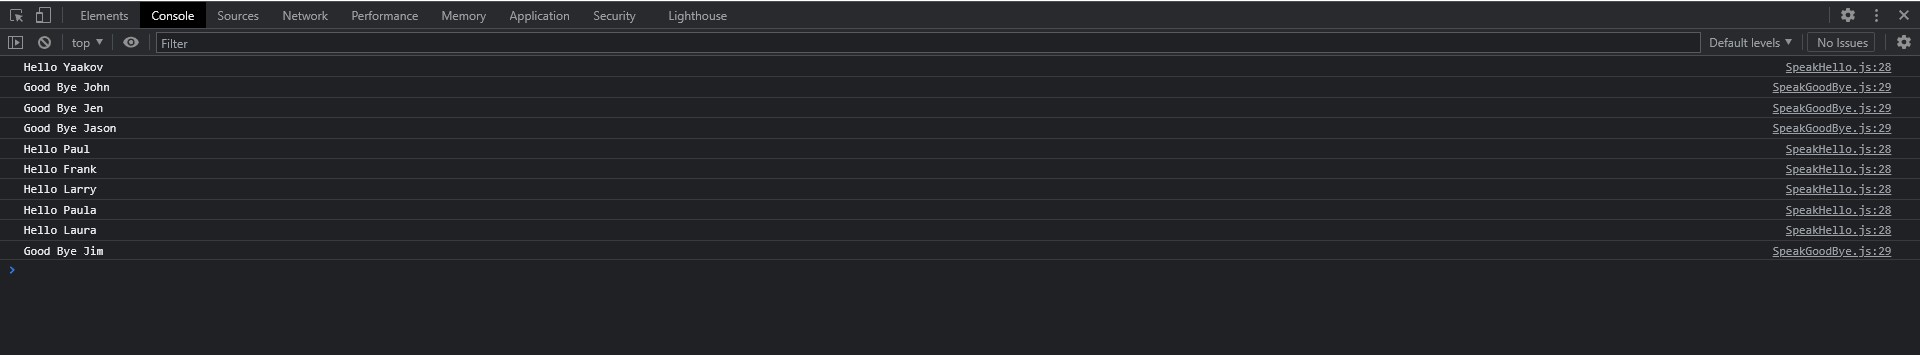 Elements Console Sources Network Performance Memory Application Security Lighthouse
top Filter Default levels No Issues
Hello Yaakov SpeakHello.js:28
Good Bye John SpeakGoodBye.js:29
Good Bye Jen SpeakGoodBye.js:29
Good Bye Jason SpeakGoodBye.js:29
Hello Paul SpeakHello.js:28
Hello Frank SpeakHello.js:28
Hello Larry SpeakHello.js:28
Hello Paula SpeakHello.js:28
Hello Laura SpeakHello.js:28
Good Bye Jim SpeakGoodBye.js:29